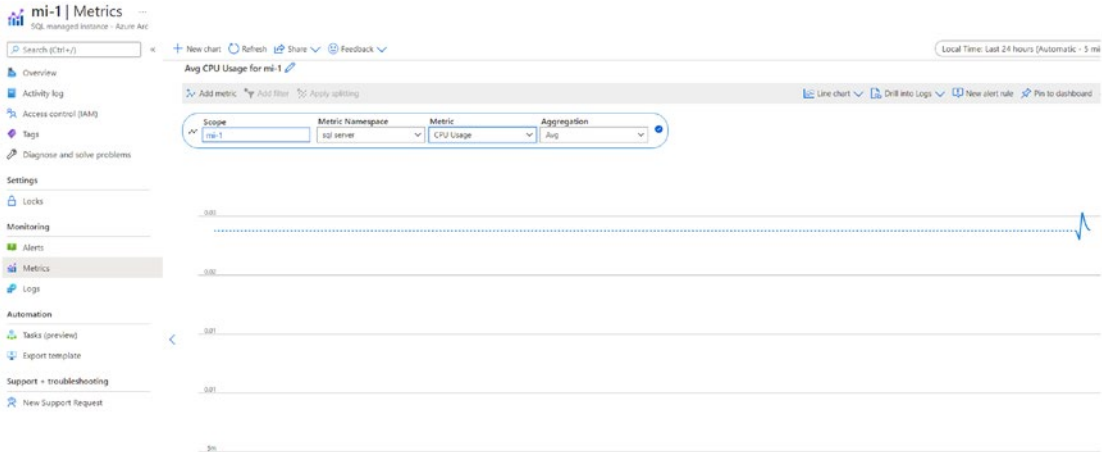 mi-1 | Metrics ...
SQL managed instance - Azure Arc
Search (Ctrl+/)
«
Overview
Activity log
Access control (IAM)
Tags
Diagnose and solve problems
Settings
Locks
Monitoring
Alerts
Metrics
Logs
Automation
Tasks (preview)
Export template
Support + troubleshooting
New Support Request
New chart Refresh Share Feedback
Local Time: Last 24 hours (Automatic - 5 mi
Avg CPU Usage for mi-1
Add metric Add filter Apply splitting
Line chart Drill into Logs New alert rule Pin to dashboard
Scope Metric Namespace Metric Aggregation
mi-1 sql server CPU Usage Avg
0.03
0.02
0.01
0.01
5m